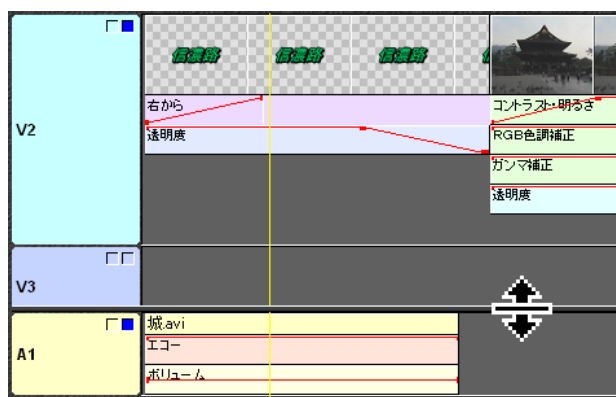 信濃路 信濃路 信濃路
右から
コントラスト・明るさ
V2
透明度
RGB色調補正
ガンマ補正
透明度
V3
城.avi
A1
エコー
ボリューム